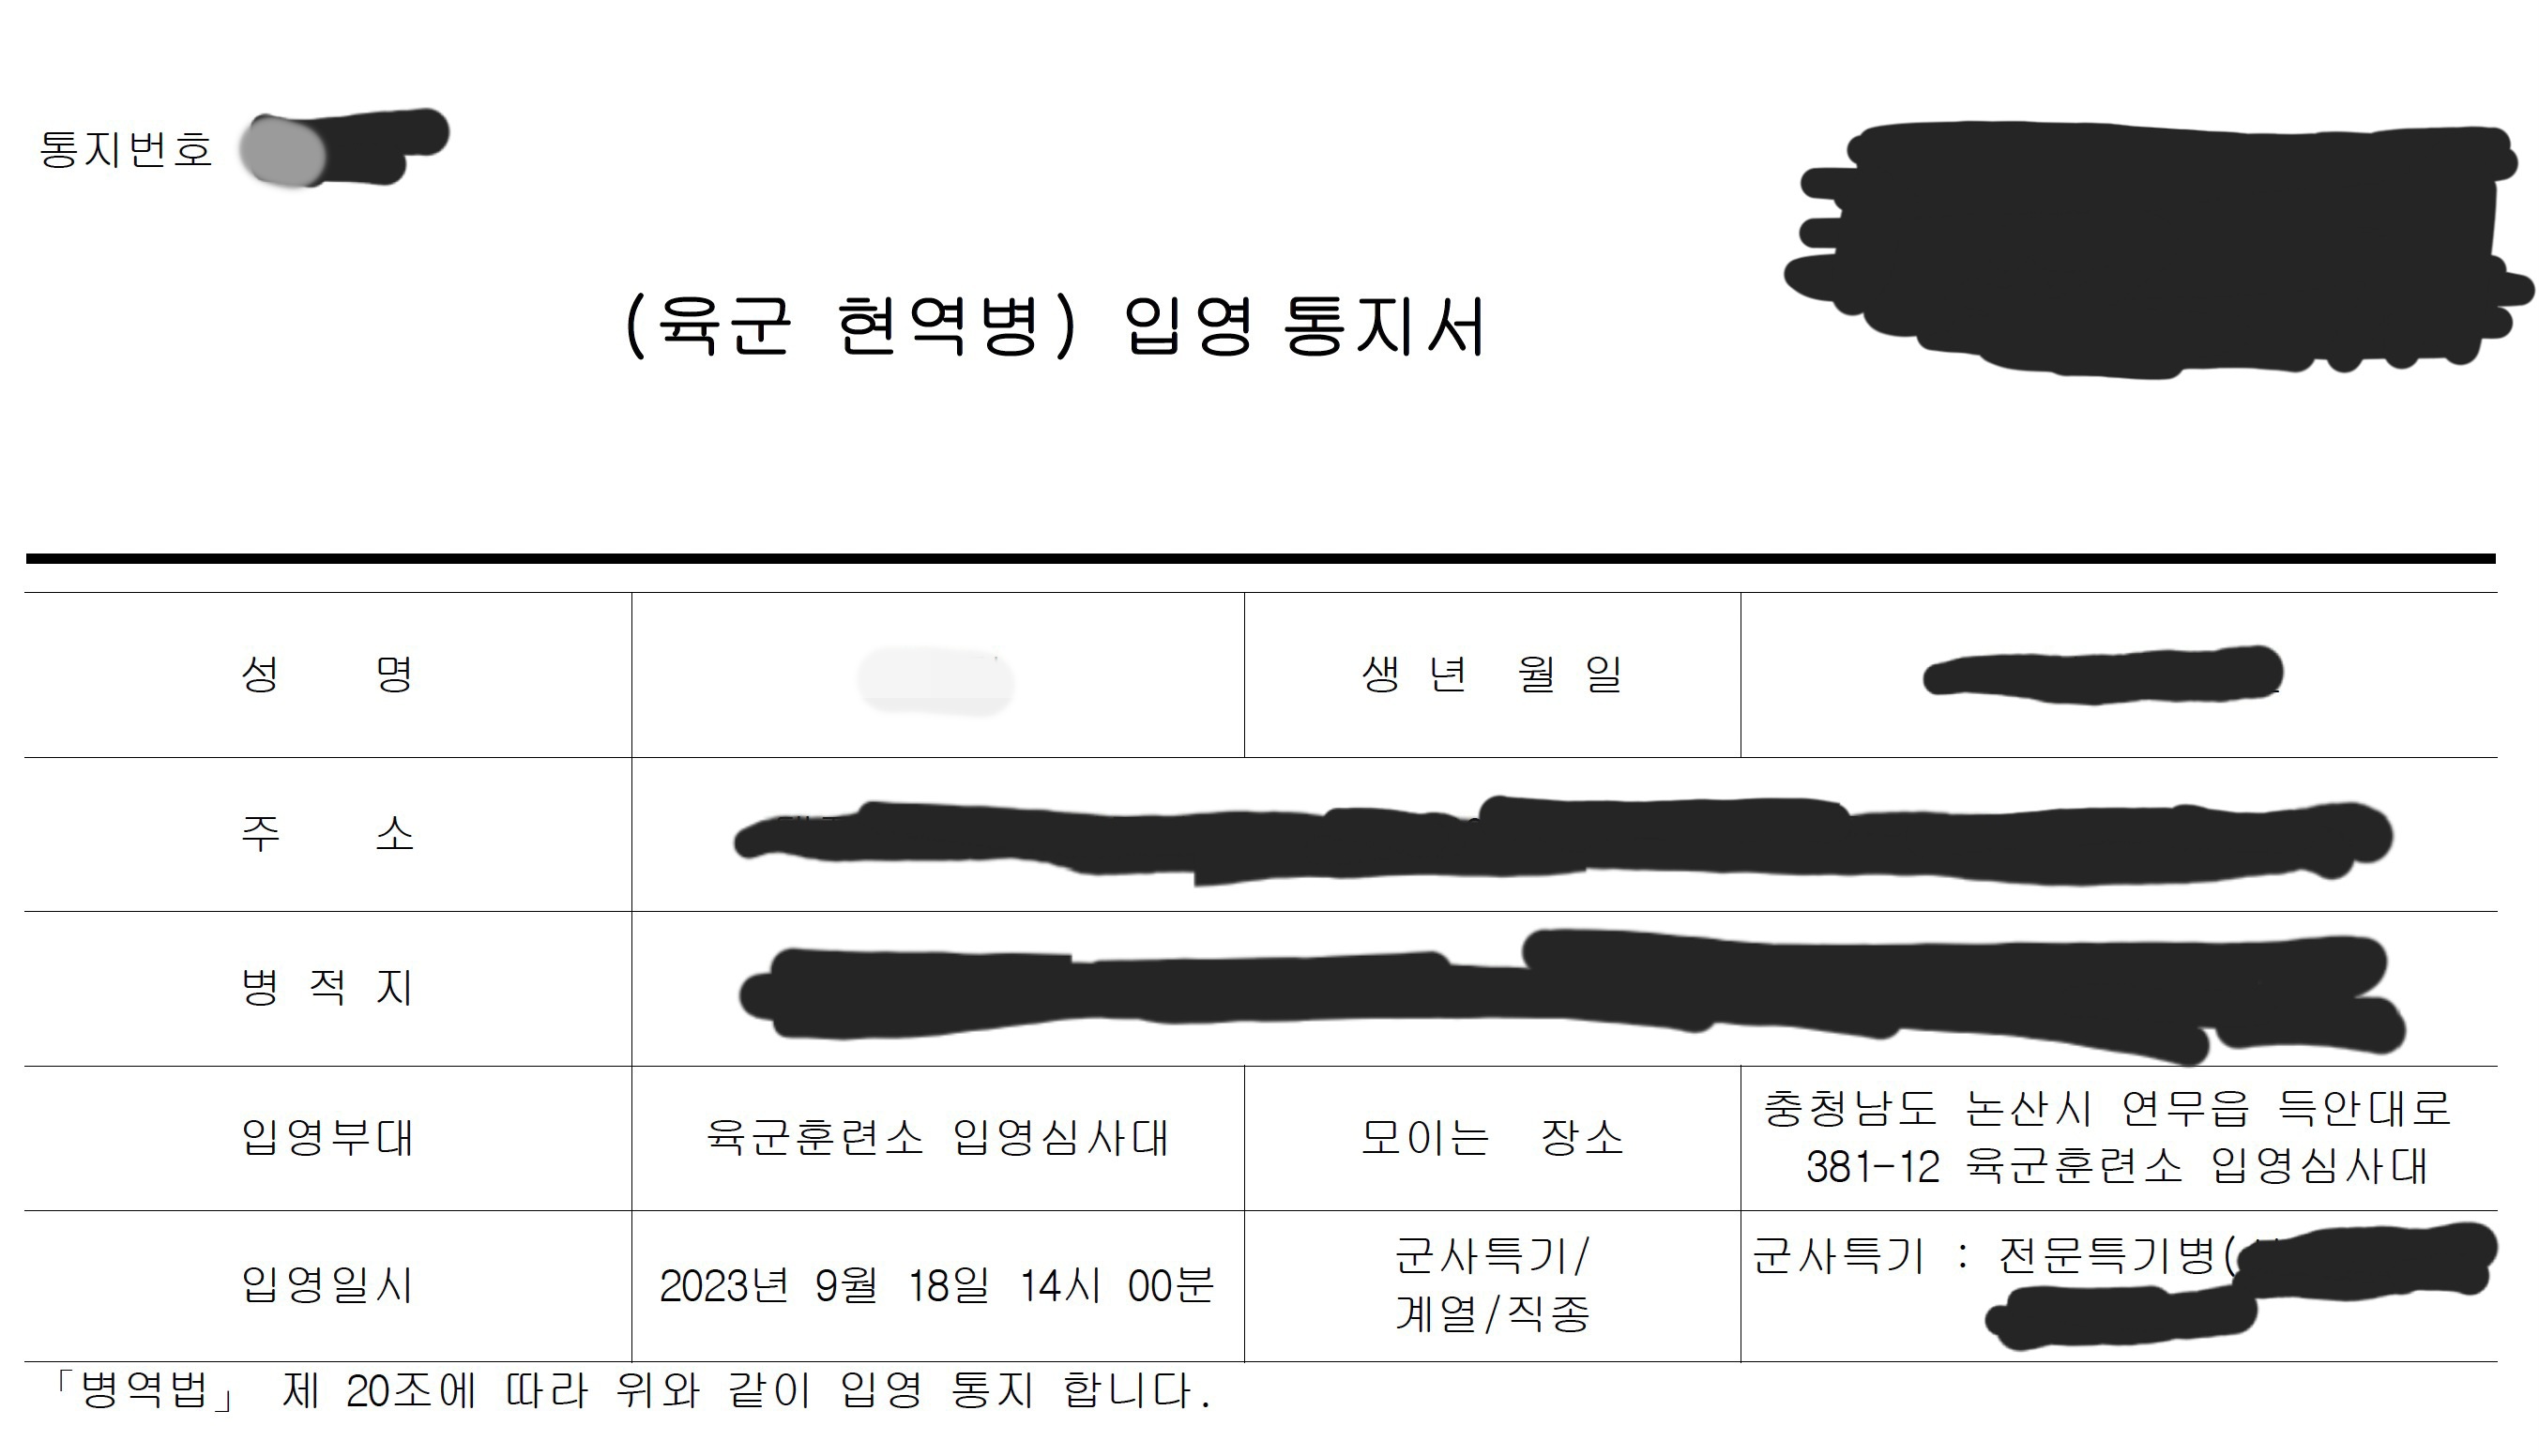 통지번호
(육군 현역병) 입영 통지서
성 명
생 년 월 일
주 소
병 적 지
입영부대
육군훈련소 입영심사대
모이는 장소
충청남도 논산시 연무읍 득안대로
381-12 육군훈련소 입영심사대
입영일시
2023년 9월 18일 14시 00분
군사특기/
계열/직종
군사특기 : 전문특기병(
「병역법」 제 20조에 따라 위와 같이 입영 통지 합니다.